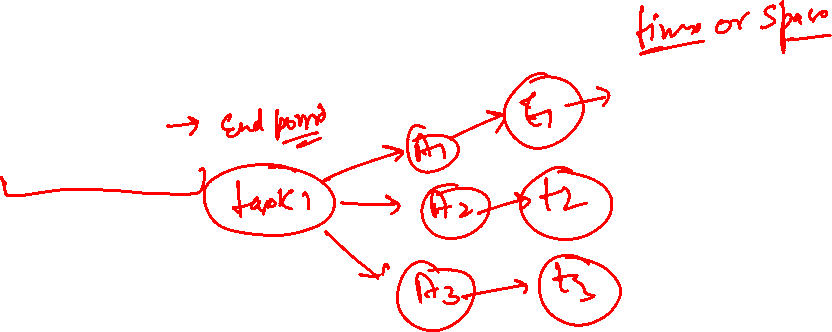 time or space
→ End point
task 1
A1
t1
A2
t2
A3
t3